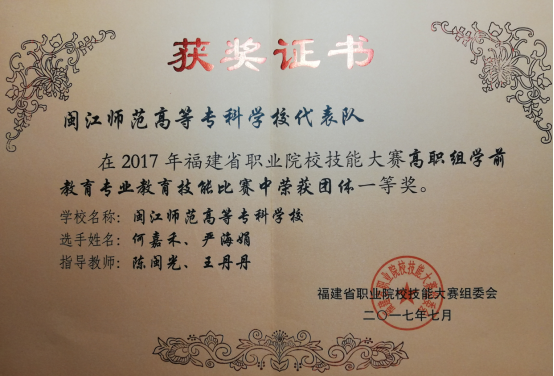 获奖证书
闽江师范高等专科学校代表队
在2017年福建省职业院校技能大赛高职组学前
教育专业教育技能比赛中荣获团体一等奖。
学校名称：闽江师范高等专科学校
选手姓名：何嘉禾、严海娟
指导教师：陈闽光、王丹丹
福建省职业院校技能大赛组委会
二〇一七年七月